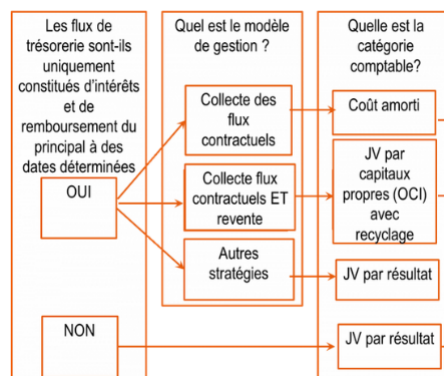 Les flux de
trésorerie sont-ils
uniquement
constitués d'intérêts
et de
remboursement du
principal à des
dates déterminées
OUI
NON
Quel est le modèle
de gestion ?
Collecte des
flux
contractuels
Collecte flux
contractuels ET
revente
Autres
stratégies
Quelle est la
catégorie
comptable?
Coût amorti
JV par
capitaux
propres (OCI)
avec
recyclage
JV par résultat
JV par résultat